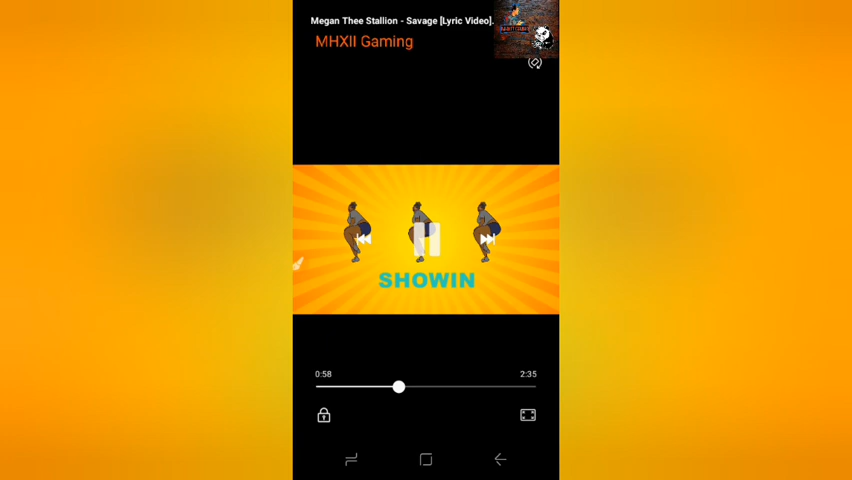 Megan Thee Stallion - Savage [Lyric Video].
MHXII Gaming
SHOWIN
0:58
2:35